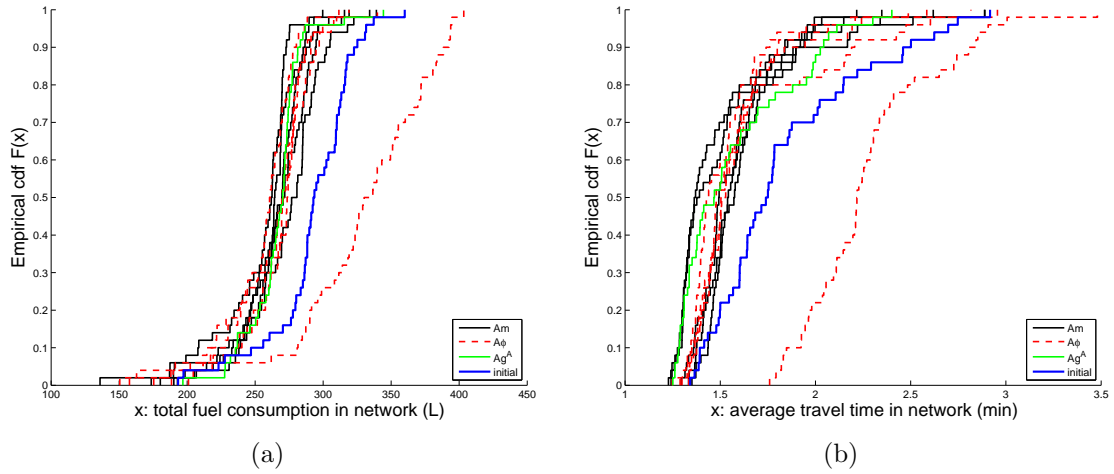 Empirical cdf F(x)
1
0.9
0.8
0.7
0.6
0.5
0.4
0.3
0.2
0.1
0
100 150 200 250 300 350 400 450
x: total fuel consumption in network (L)
Am
Aϕ
Ag^A
initial
(a)
Empirical cdf F(x)
1
0.9
0.8
0.7
0.6
0.5
0.4
0.3
0.2
0.1
0
1 1.5 2 2.5 3 3.5
x: average travel time in network (min)
Am
Aϕ
Ag^A
initial
(b)